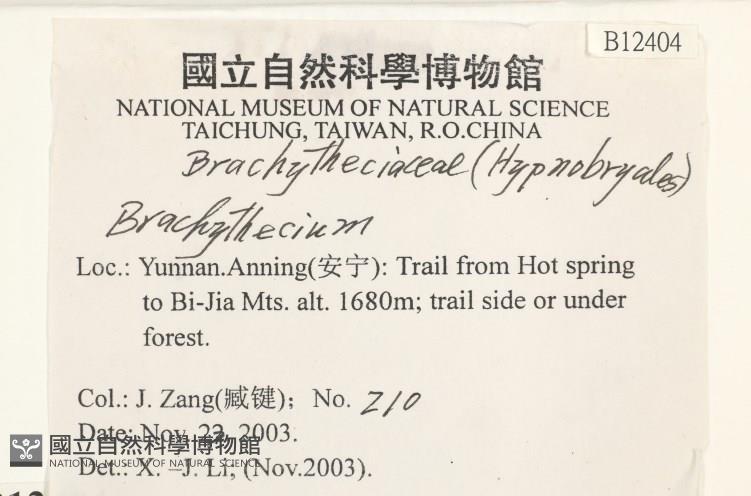 B12404
國立自然科學博物館
NATIONAL MUSEUM OF NATURAL SCIENCE
TAICHUNG, TAIWAN, R.O.CHINA
Brachytheciaceae (Hypnobryales)
Brachythecium
Loc.: Yunnan.Anning(安宁): Trail from Hot spring
to Bi-Jia Mts. alt. 1680m; trail side or under
forest.
Col.: J. Zang(臧键); No. 210
Date: Nov. 22, 2003.
國立自然科學博物館
NATIONAL MUSEUM OF NATURAL SCIENCE
Det.: X. –J. Li, (Nov.2003).